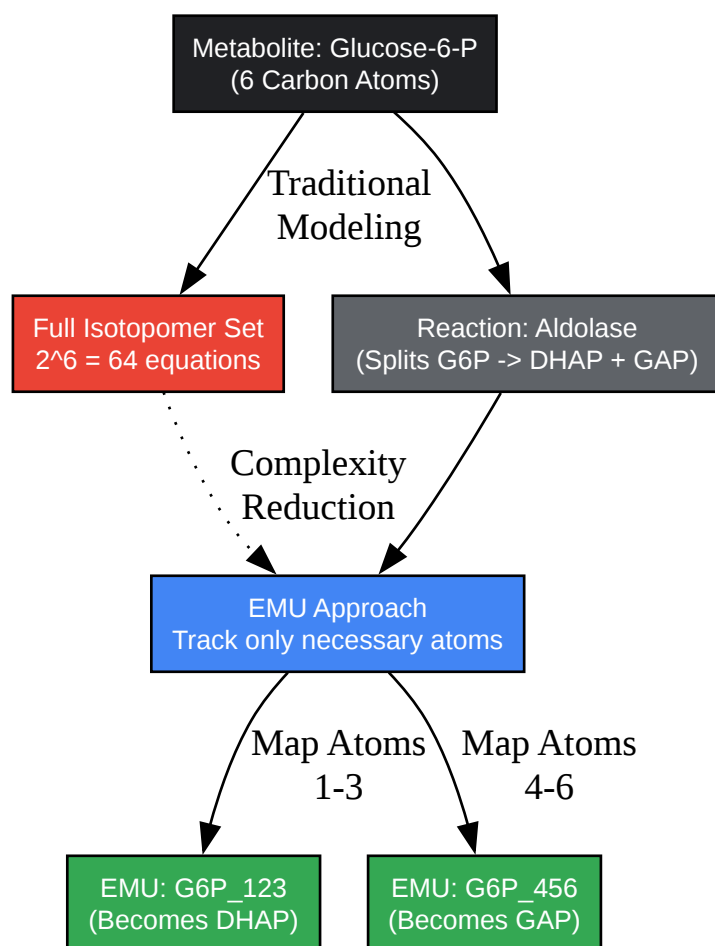 Metabolite: Glucose-6-P
(6 Carbon Atoms)
Traditional
Modeling
Full Isotopomer Set
2^6 = 64 equations
Reaction: Aldolase
(Splits G6P -> DHAP + GAP)
Complexity
Reduction
EMU Approach
Track only necessary atoms
Map Atoms
1-3
Map Atoms
4-6
EMU: G6P_123
(Becomes DHAP)
EMU: G6P_456
(Becomes GAP)